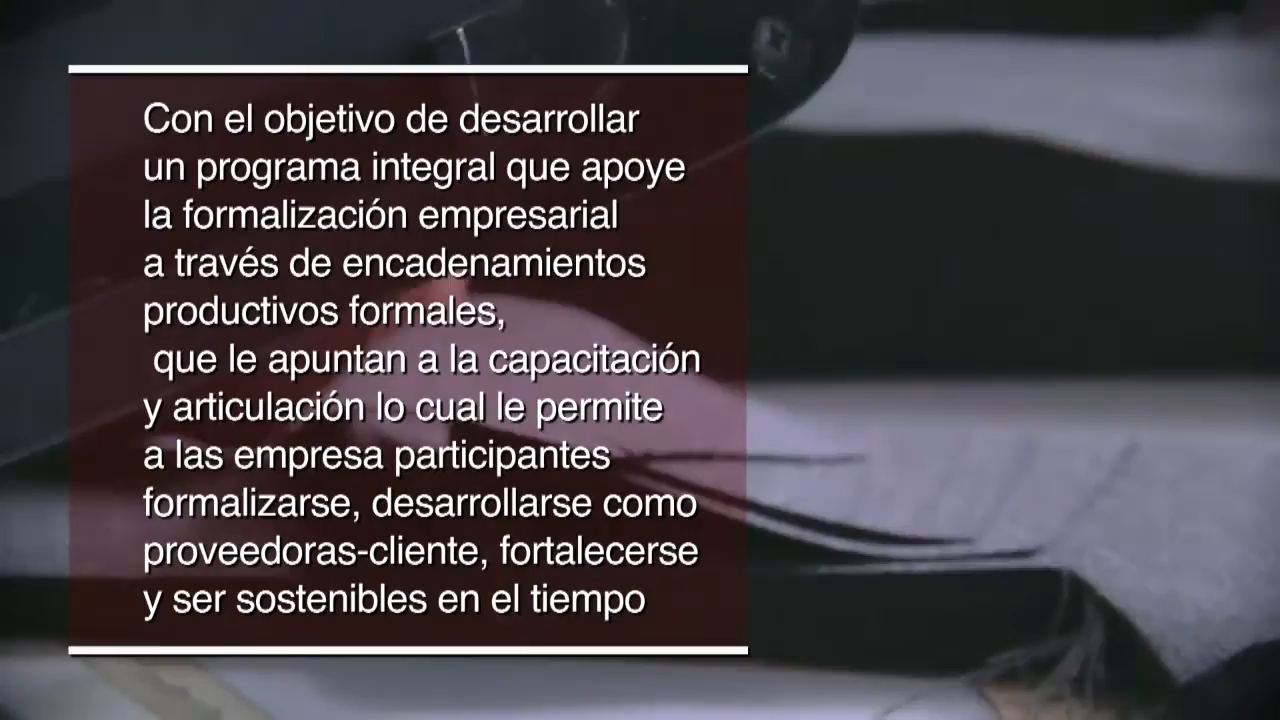 Con el objetivo de desarrollar
un programa integral que apoye
la formalización empresarial
a través de encadenamientos
productivos formales,
que le apuntan a la capacitación
y articulación lo cual le permite
a las empresa participantes
formalizarse, desarrollarse como
proveedoras-cliente, fortalecerse
y ser sostenibles en el tiempo